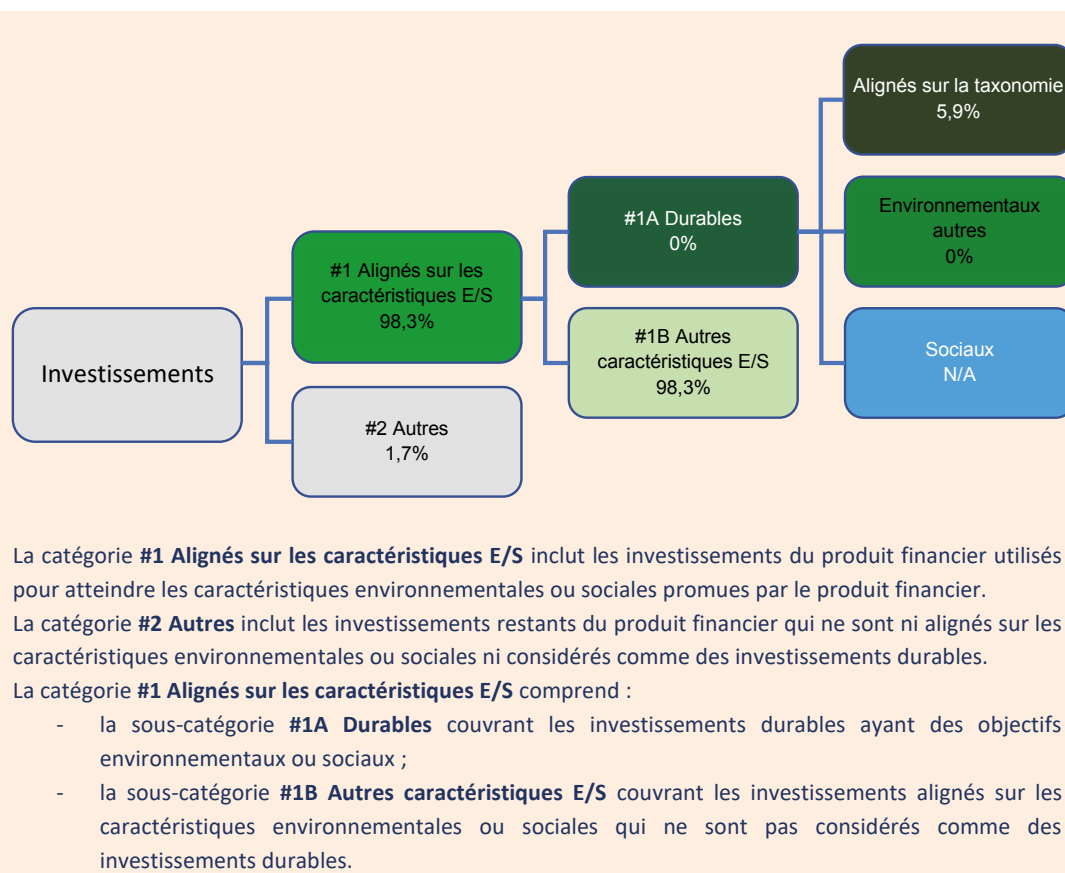 Alignés sur la taxonomie
5,9%
#1A Durables
0%
Environnementaux
autres
0%
#1 Alignés sur les
caractéristiques E/S
98,3%
#1B Autres
caractéristiques E/S
98,3%
Sociaux
N/A
Investissements
#2 Autres
1,7%
La catégorie #1 Alignés sur les caractéristiques E/S inclut les investissements du produit financier utilisés
pour atteindre les caractéristiques environnementales ou sociales promues par le produit financier.
La catégorie #2 Autres inclut les investissements restants du produit financier qui ne sont ni alignés sur les
caractéristiques environnementales ou sociales ni considérés comme des investissements durables.
La catégorie #1 Alignés sur les caractéristiques E/S comprend :
- la sous-catégorie #1A Durables couvrant les investissements durables ayant des objectifs
environnementaux ou sociaux ;
- la sous-catégorie #1B Autres caractéristiques E/S couvrant les investissements alignés sur les
caractéristiques environnementales ou sociales qui ne sont pas considérés comme des
investissements durables.